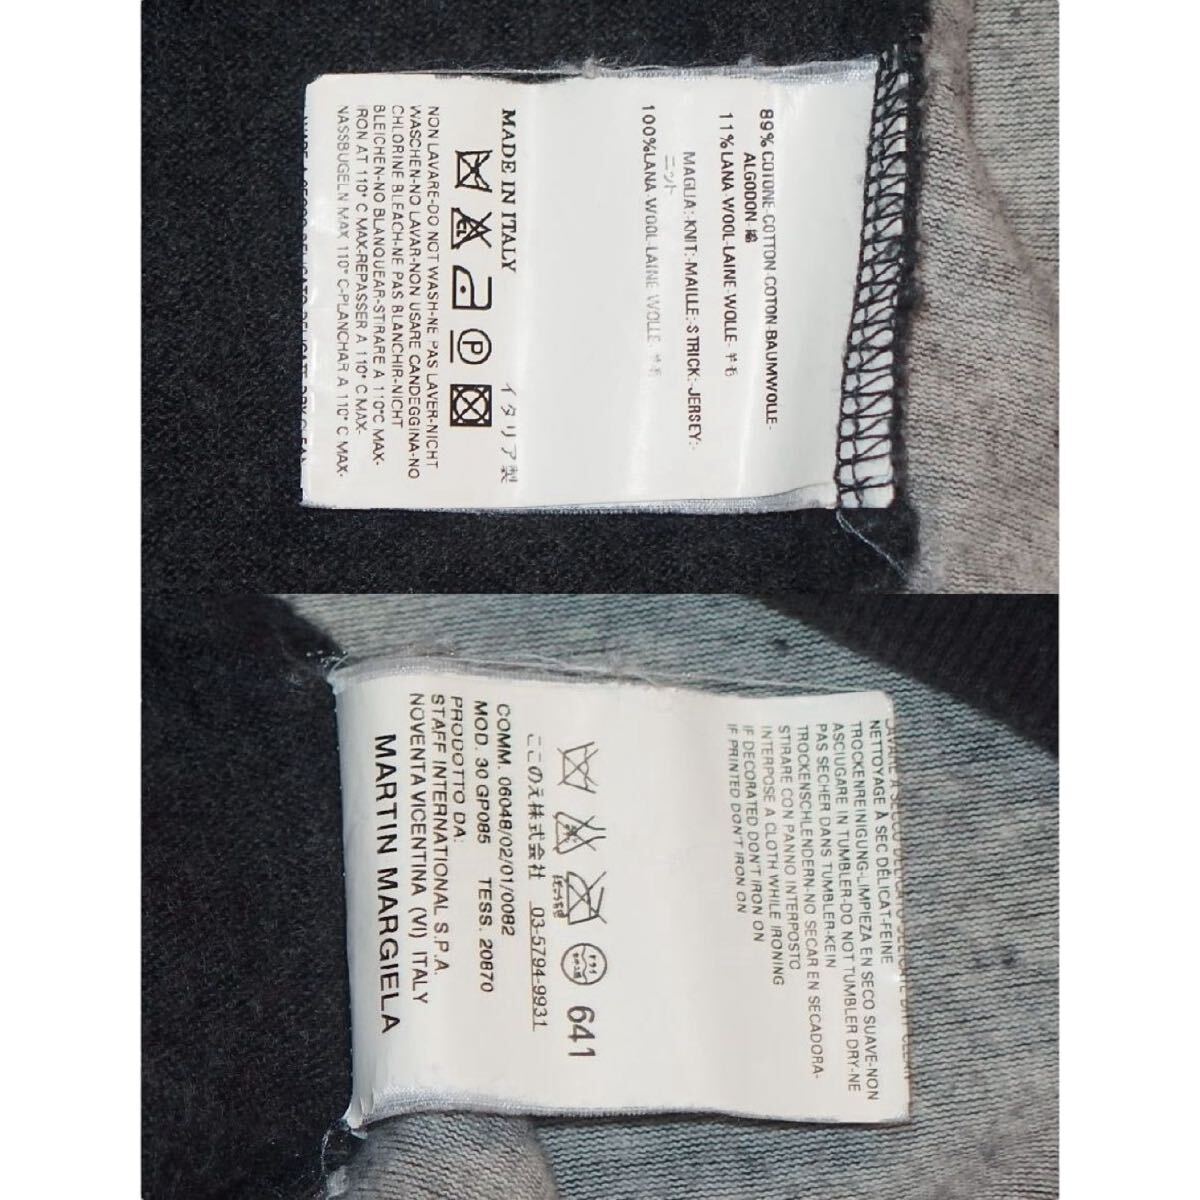 89% COTONE-COTTON-COTON-BAUMWOLLE-
ALGODON-綿
11% LANA-WOOL-LAINE-WOLLE-羊毛
MAGLIA:-KNIT:-MAILLE:-STRICK:-JERSEY:-
ニット
100%LANA-WOOL-LAINE-WOLLE-羊毛
MADE IN ITALY イタリア製
P
NON LAVARE-DO NOT WASH-NE PAS LAVER-NICHT
WASCHEN-NO LAVAR-NON USARE CANDEGGINA-NO
CHLORINE BLEACH-NE PAS BLANCHIR-NICHT
BLEICHEN-NO BLANQUEAR-STIRARE A 110°C MAX-
IRON AT 110° C MAX-REPASSER A 110° C MAX-
NASSBUGELN MAX 110° C-PLANCHAR A 110° C MAX-
LAVARE A SECCO DELICATO-DELICATE DRY CLEAN
NETTOYAGE À SEC DÉLICAT-FEINE
TROCKENREINIGUNG-LIMPIEZA EN SECO SUAVE-NON
ASCIUGARE IN TUMBLER-DO NOT TUMBLER DRY-NE
PAS SECHER DANS TUMBLER-KEIN
TROCKENSCHLENDERN-NO SECAR EN SECADORA-
STIRARE CON PANNO INTERPOSTO
INTERPOSE A CLOTH WHILE IRONING
IF DECORATED DON'T IRON ON
IF PRINTED DON'T IRON ON
641
ここのえ株式会社 03-5794-9931
COMM. 06048/02/01/0082
MOD. 30 GP085 TESS. 20870
PRODOTTO DA:
STAFF INTERNATIONAL S.P.A.
NOVENTA VICENTINA (VI) ITALY
MARTIN MARGIELA